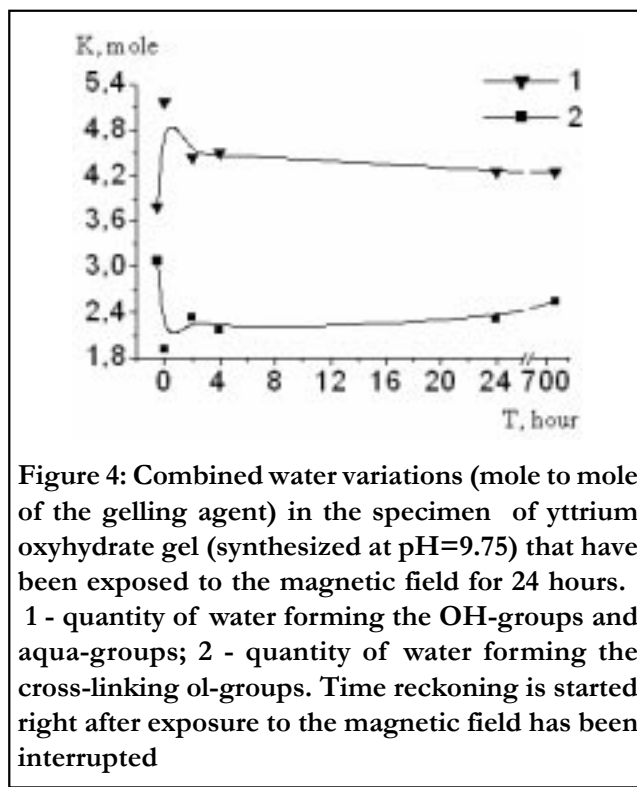 K, mole
5,4
4,8
4,2
3,6
3,0
2,4
1,8
1
2
0 4 8 12 16 20 24 700
T, hour
Figure 4: Combined water variations (mole to mole
of the gelling agent) in the specimen of yttrium
oxyhydrate gel (synthesized at pH=9.75) that have
been exposed to the magnetic field for 24 hours.
1 - quantity of water forming the OH-groups and
aqua-groups; 2 - quantity of water forming the
cross-linking ol-groups. Time reckoning is started
right after exposure to the magnetic field has been
interrupted